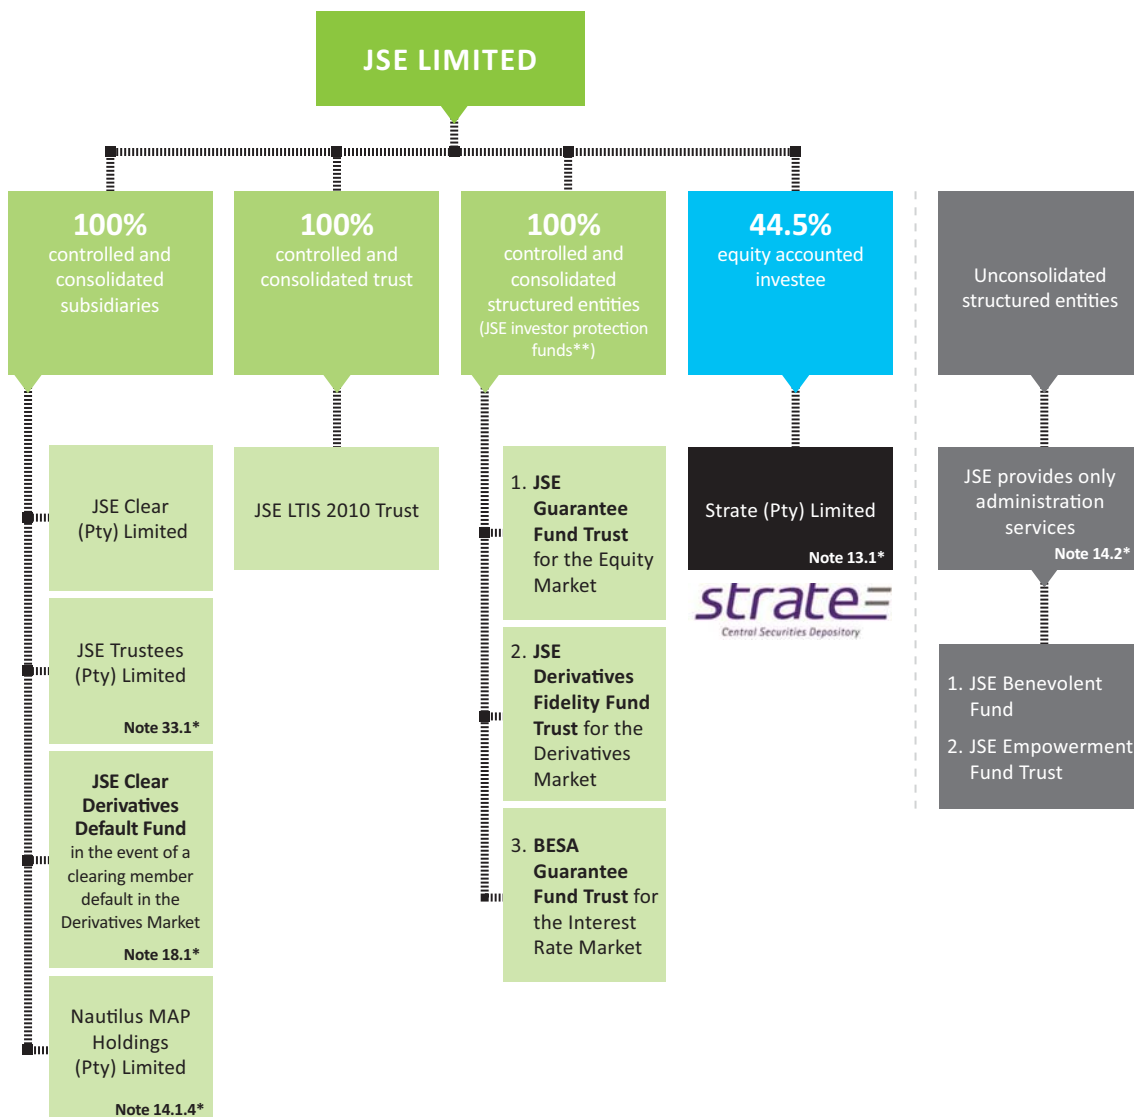 JSE LIMITED
100%
controlled and
consolidated
subsidiaries
100%
controlled and
consolidated trust
100%
controlled and
consolidated
structured entities
(JSE investor protection
funds**)
44.5%
equity accounted
investee
Unconsolidated
structured entities
JSE Clear
(Pty) Limited
JSE Trustees
(Pty) Limited
Note 33.1*
JSE Clear
Derivatives
Default Fund
in the event of a
clearing member
default in the
Derivatives Market
Note 18.1*
Nautilus MAP
Holdings
(Pty) Limited
Note 14.1.4*
JSE LTIS 2010 Trust
1. JSE
Guarantee
Fund Trust
for the Equity
Market
2. JSE
Derivatives
Fidelity Fund
Trust for the
Derivatives
Market
3. BESA
Guarantee
Fund Trust for
the Interest
Rate Market
Strate (Pty) Limited
Note 13.1*
strate
Central Securities Depository
JSE provides only
administration
services
Note 14.2*
1. JSE Benevolent
Fund
2. JSE Empowerment
Fund Trust